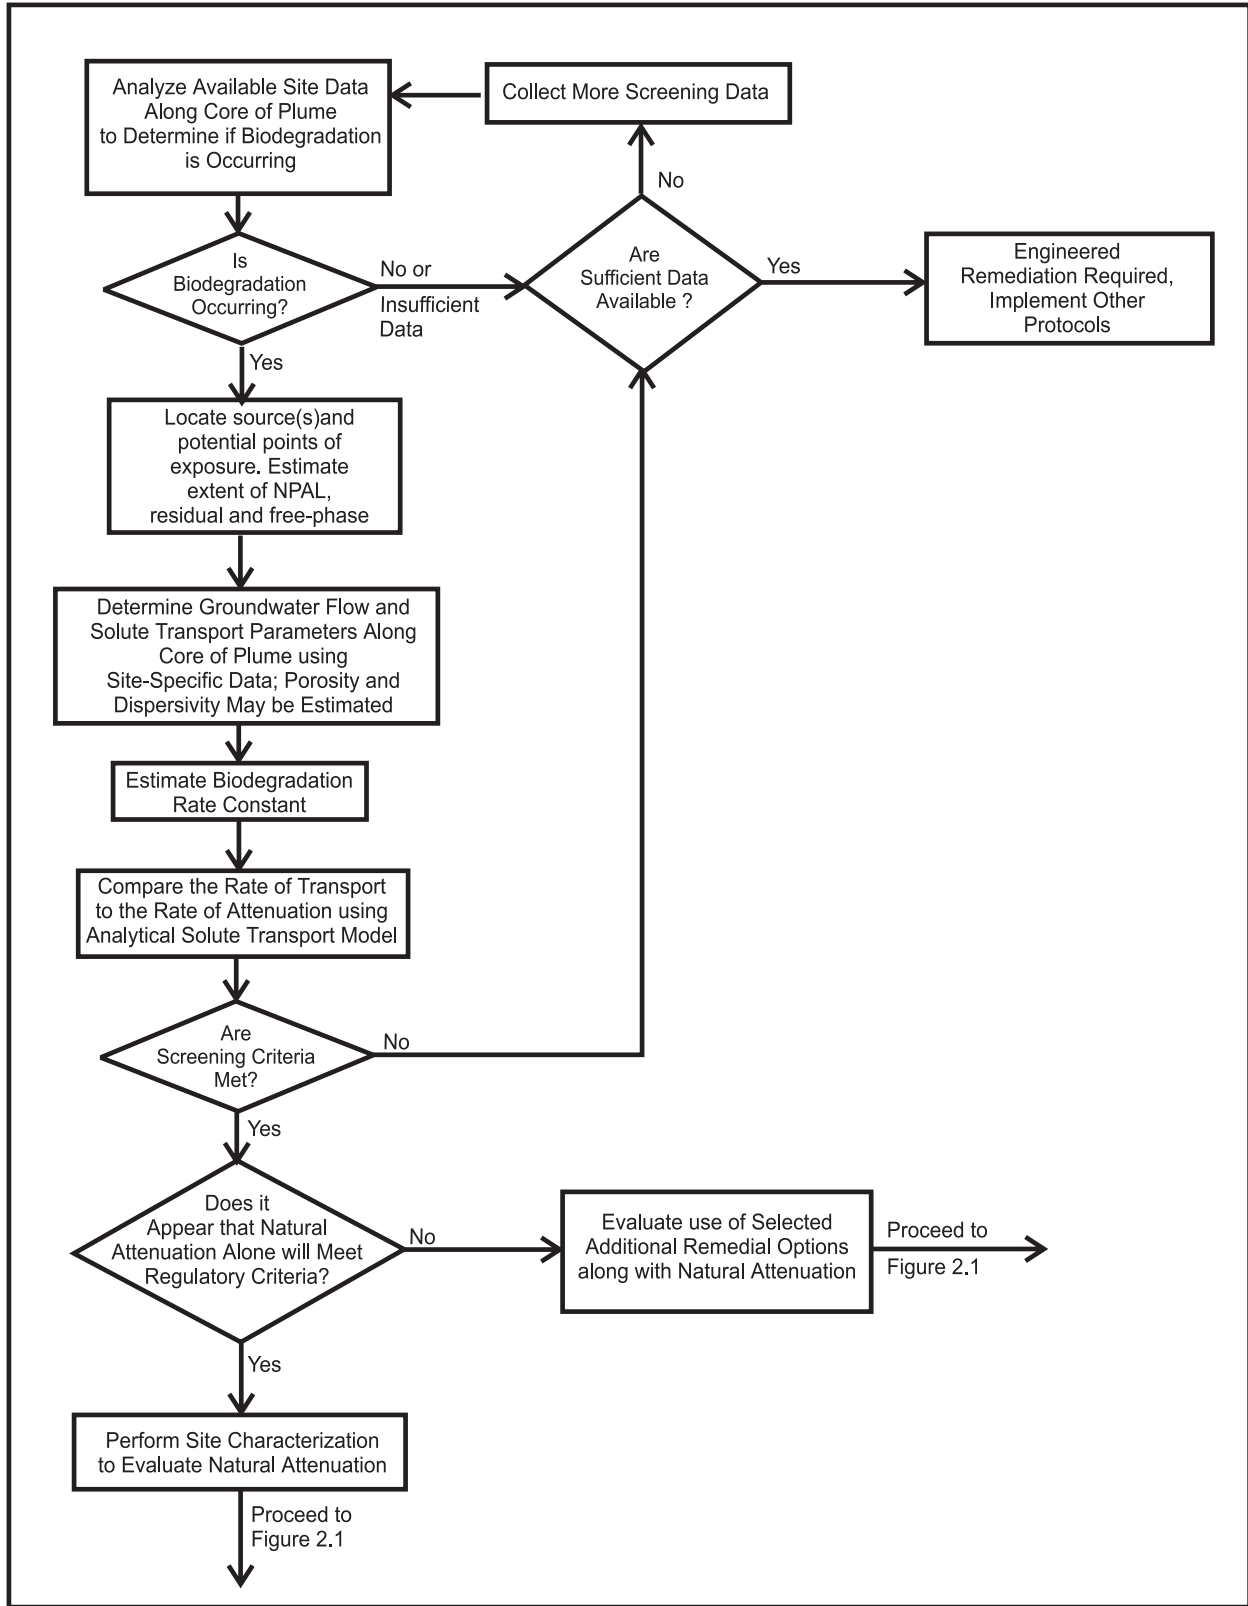 Analyze Available Site Data
Along Core of Plume
to Determine if Biodegradation
is Occurring
Collect More Screening Data
No
Is
Biodegradation
Occurring?
No or
Insufficient
Data
Are
Sufficient Data
Available ?
Yes
Engineered
Remediation Required,
Implement Other
Protocols
Yes
Locate source(s)and
potential points of
exposure. Estimate
extent of NPAL,
residual and free-phase
Determine Groundwater Flow and
Solute Transport Parameters Along
Core of Plume using
Site-Specific Data; Porosity and
Dispersivity May be Estimated
Estimate Biodegradation
Rate Constant
Compare the Rate of Transport
to the Rate of Attenuation using
Analytical Solute Transport Model
Are
Screening Criteria
Met?
No
Yes
Does it
Appear that Natural
Attenuation Alone will Meet
Regulatory Criteria?
No
Evaluate use of Selected
Additional Remedial Options
along with Natural Attenuation
Proceed to
Figure 2.1
Yes
Perform Site Characterization
to Evaluate Natural Attenuation
Proceed to
Figure 2.1